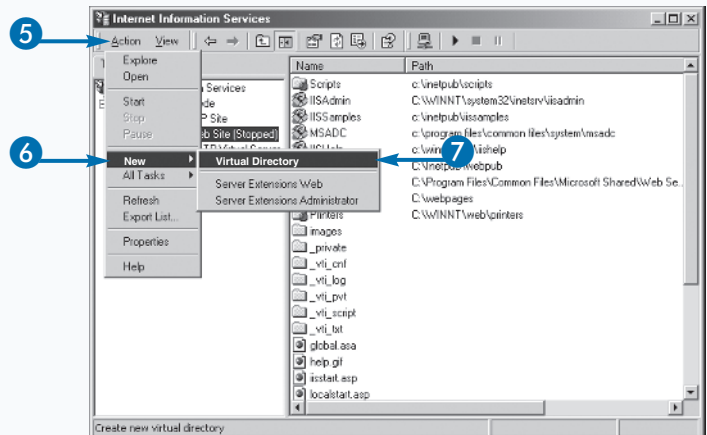 Internet Information Services
5
Action View
Explore
Open
Start
Stop
Pause
New
All Tasks
Refresh
Export List...
Properties
Help
6
Services
Site
Site (Stopped)
Virtual Directory
7
Server Extensions Web
Server Extensions Administrator
Name Path
Scripts c:\inetpub\scripts
IISAdmin C:\WINNT\system32\inetsrv\iisadmin
IISSamples c:\inetpub\iissamples
MSADC c:\program files\common files\system\msadc
C:\Program Files\Common Files\Microsoft Shared\Web Se..
C:\webpages
Printers C:\WINNT\web\printers
images
_private
_vti_cnf
_vti_log
_vti_pvt
_vti_script
_vti_txt
global.asa
help.gif
iisstart.asp
localstart.asp
Create new virtual directory